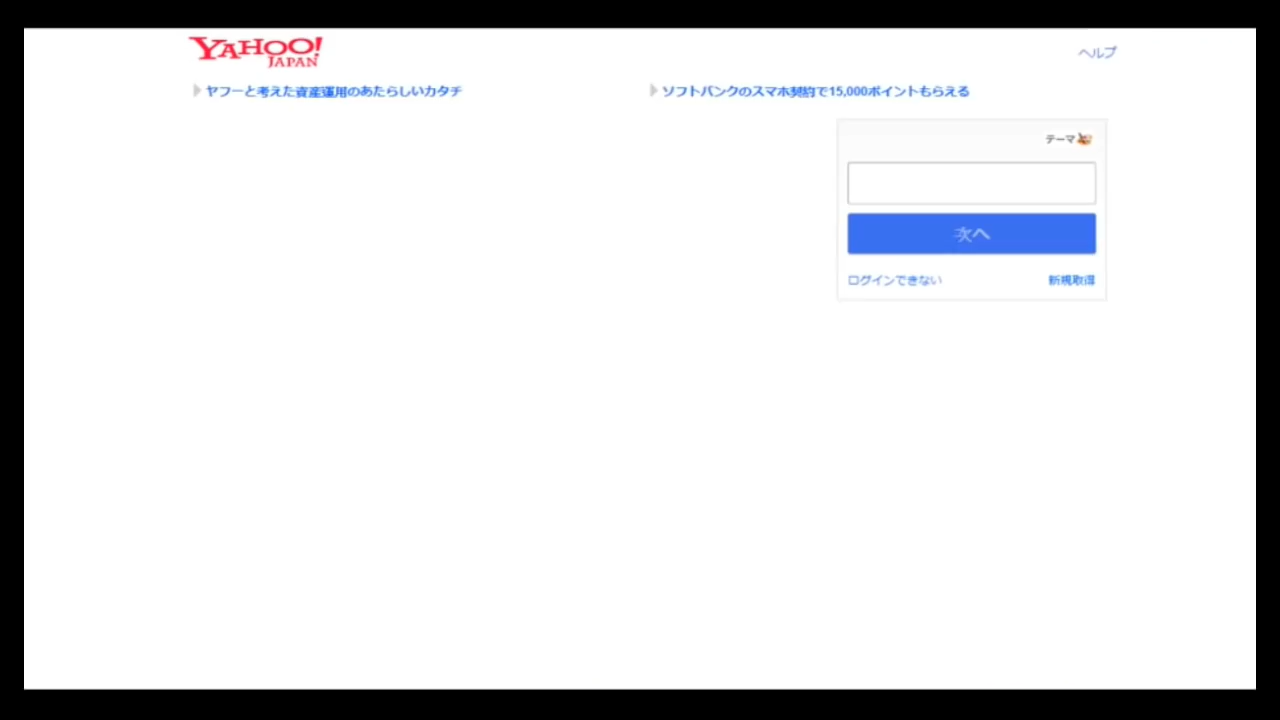 YAHOO!
JAPAN
ヘルプ
ヤフーと考えた資産運用のあたらしいカタチ
ソフトバンクのスマホ契約で15,000ポイントもらえる
テーマ
次へ
ログインできない
新規取得